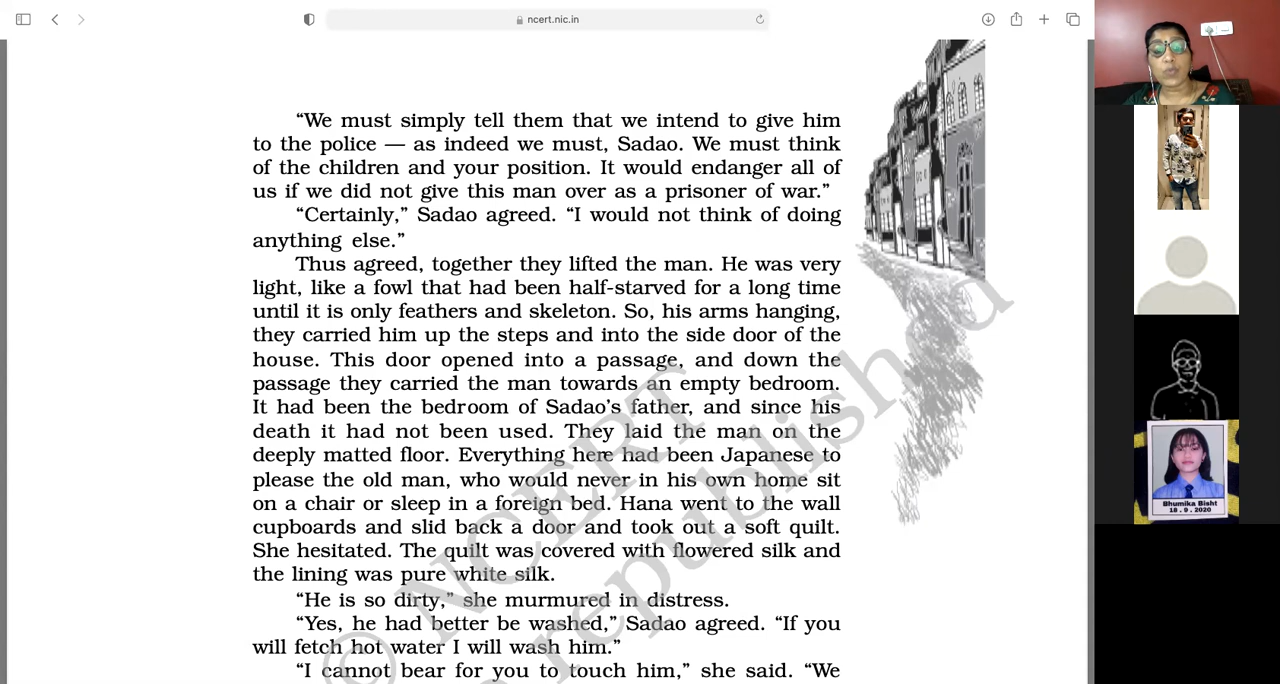 ncert.nic.in
“We must simply tell them that we intend to give him
to the police — as indeed we must, Sadao. We must think
of the children and your position. It would endanger all of
us if we did not give this man over as a prisoner of war.”
“Certainly,” Sadao agreed. “I would not think of doing
anything else.”
Thus agreed, together they lifted the man. He was very
light, like a fowl that had been half-starved for a long time
until it is only feathers and skeleton. So, his arms hanging,
they carried him up the steps and into the side door of the
house. This door opened into a passage, and down the
passage they carried the man towards an empty bedroom.
It had been the bedroom of Sadao’s father, and since his
death it had not been used. They laid the man on the
deeply matted floor. Everything here had been Japanese to
please the old man, who would never in his own home sit
on a chair or sleep in a foreign bed. Hana went to the wall
cupboards and slid back a door and took out a soft quilt.
She hesitated. The quilt was covered with flowered silk and
the lining was pure white silk.
“He is so dirty,” she murmured in distress.
“Yes, he had better be washed,” Sadao agreed. “If you
will fetch hot water I will wash him.”
“I cannot bear for you to touch him,” she said. “We
© NCERT
republished
Bhumika Bisht
18 . 9 . 2020